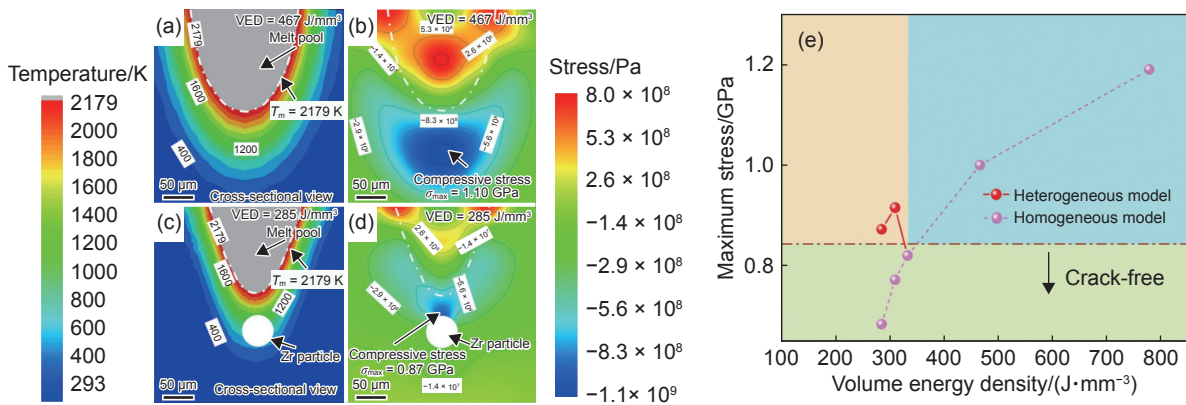 Temperature/K
2179
2000
1800
1600
1400
1200
1000
800
600
400
293
(a)
VED = 467 J/mm³
2179
Melt pool
1600
Tm = 2179 K
1200
400
50 μm
Cross-sectional view
(b)
VED = 467 J/mm³
5.3 × 10⁸
−1.4 × 10⁷
2.6 × 10⁸
−8.3 × 10⁸
−2.9 × 10⁸
−5.6 × 10⁸
Compressive stress
σmax = 1.10 GPa
50 μm
(c)
VED = 285 J/mm³
2179
Melt pool
1600
Tm = 2179 K
1200
400
Zr particle
50 μm
Cross-sectional view
(d)
VED = 285 J/mm³
2.6 × 10⁸
−1.4 × 10⁷
−2.9 × 10⁸
−5.6 × 10⁸
Zr particle
Compressive stress
σmax = 0.87 GPa
50 μm
−1.4 × 10⁷
Stress/Pa
8.0 × 10⁸
5.3 × 10⁸
2.6 × 10⁸
−1.4 × 10⁸
−2.9 × 10⁸
−5.6 × 10⁸
−8.3 × 10⁸
−1.1 × 10⁹
(e)
Maximum stress/GPa
1.2
1.0
0.8
Heterogeneous model
Homogeneous model
Crack-free
100 200 300 400 500 600 700 800
Volume energy density/(J·mm⁻³)